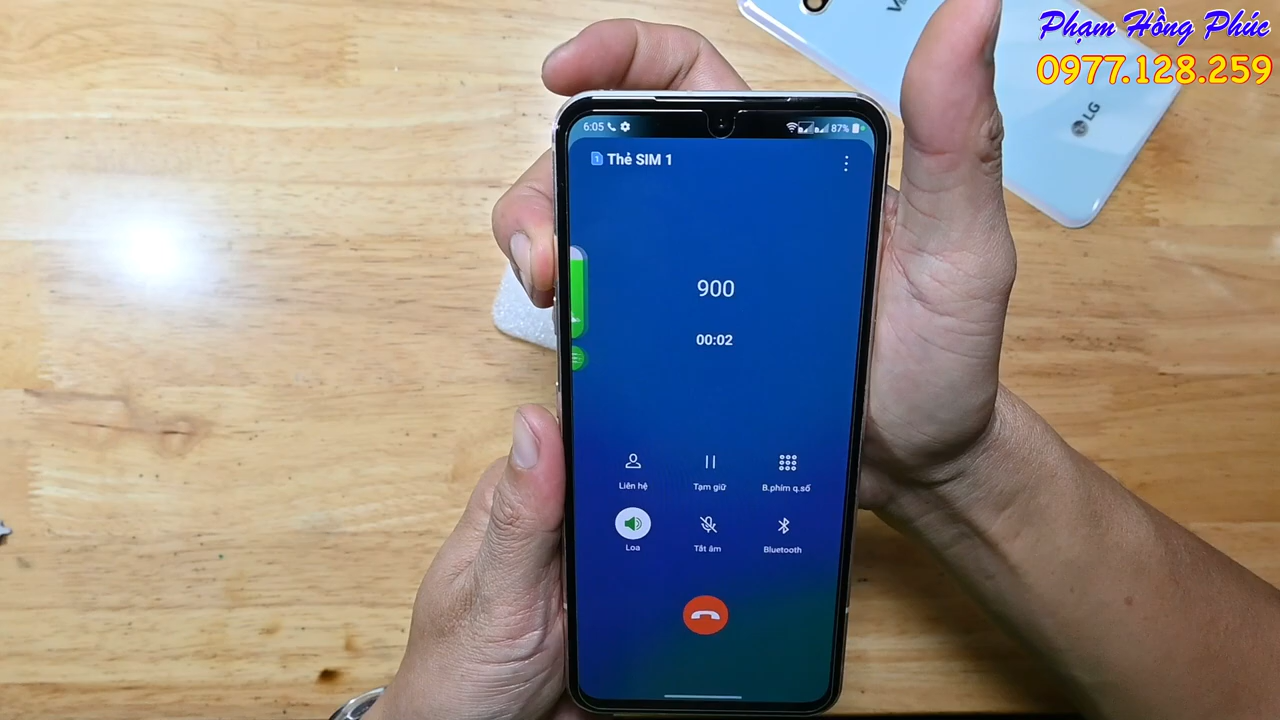 Phạm Hồng Phúc
0977.128.259
LG
6:05
87%
1 Thẻ SIM 1
900
00:02
Liên hệ
Tạm giữ
B.phím q.số
Loa
Tắt âm
Bluetooth